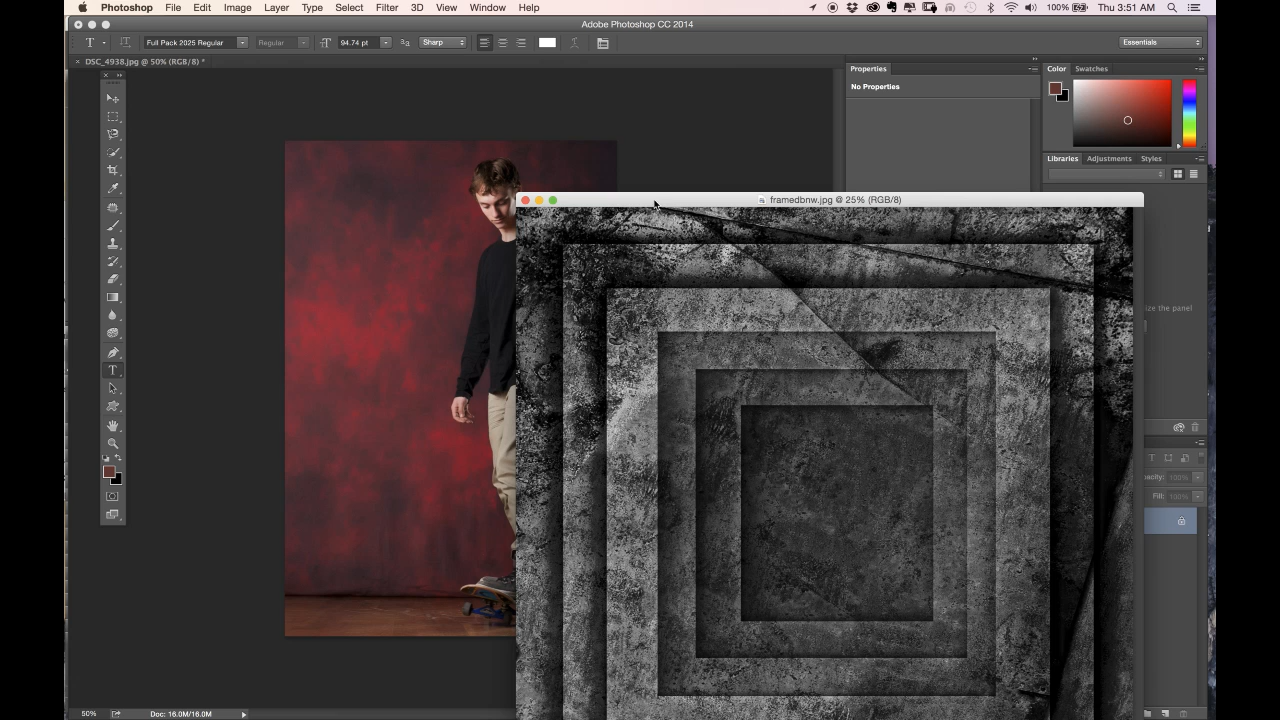 Photoshop File Edit Image Layer Type Select Filter 3D View Window Help 100% Thu 3:51 AM
Adobe Photoshop CC 2014
T Full Pack 2025 Regular Regular 94.74 pt Sharp Essentials
× DSC_4938.jpg @ 50% (RGB/8) *
Properties
Color Swatches
No Properties
Libraries Adjustments Styles
framedbnw.jpg @ 25% (RGB/8)
ize the panel
T
acity: 100%
Fill: 100%
50% Doc: 16.0M/16.0M